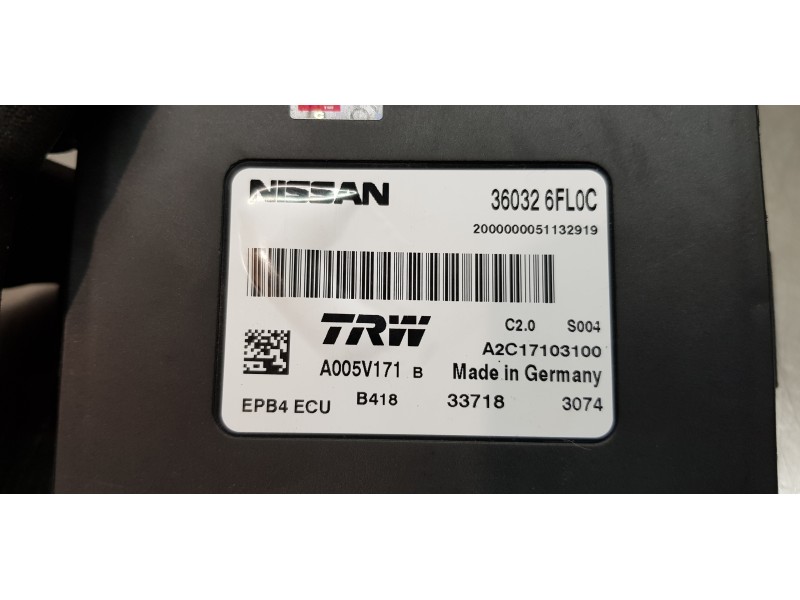 NISSAN 36032 6FL0C
2000000051132919
TRW C2.0 S004
A2C17103100
A005V171 B Made in Germany
EPB4 ECU B418 33718 3074